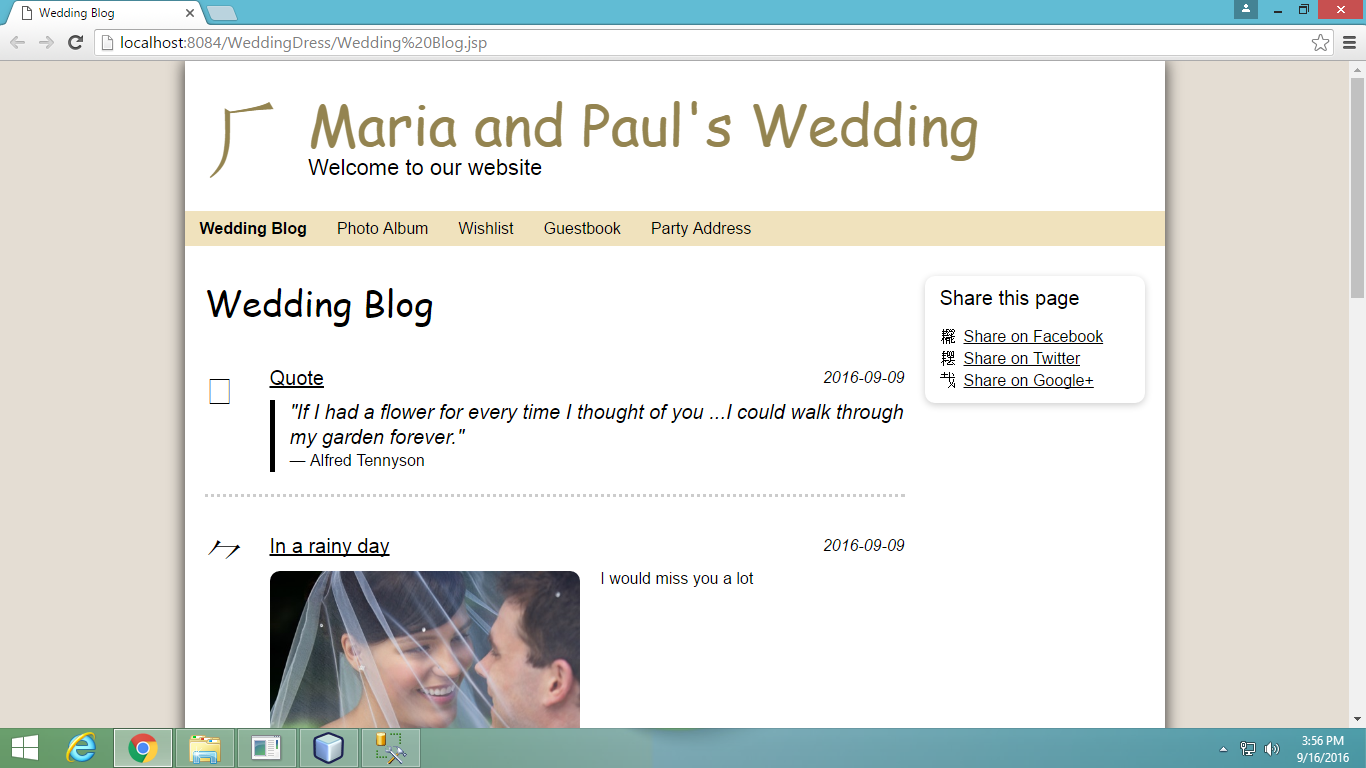 Wedding Blog
localhost:8084/WeddingDress/Wedding%20Blog.jsp
Maria and Paul's Wedding
Welcome to our website
Wedding Blog Photo Album Wishlist Guestbook Party Address
Wedding Blog
Quote 2016-09-09
"If I had a flower for every time I thought of you ...I could walk through
my garden forever."
— Alfred Tennyson
In a rainy day 2016-09-09
I would miss you a lot
Share this page
Share on Facebook
Share on Twitter
Share on Google+
3:56 PM
9/16/2016